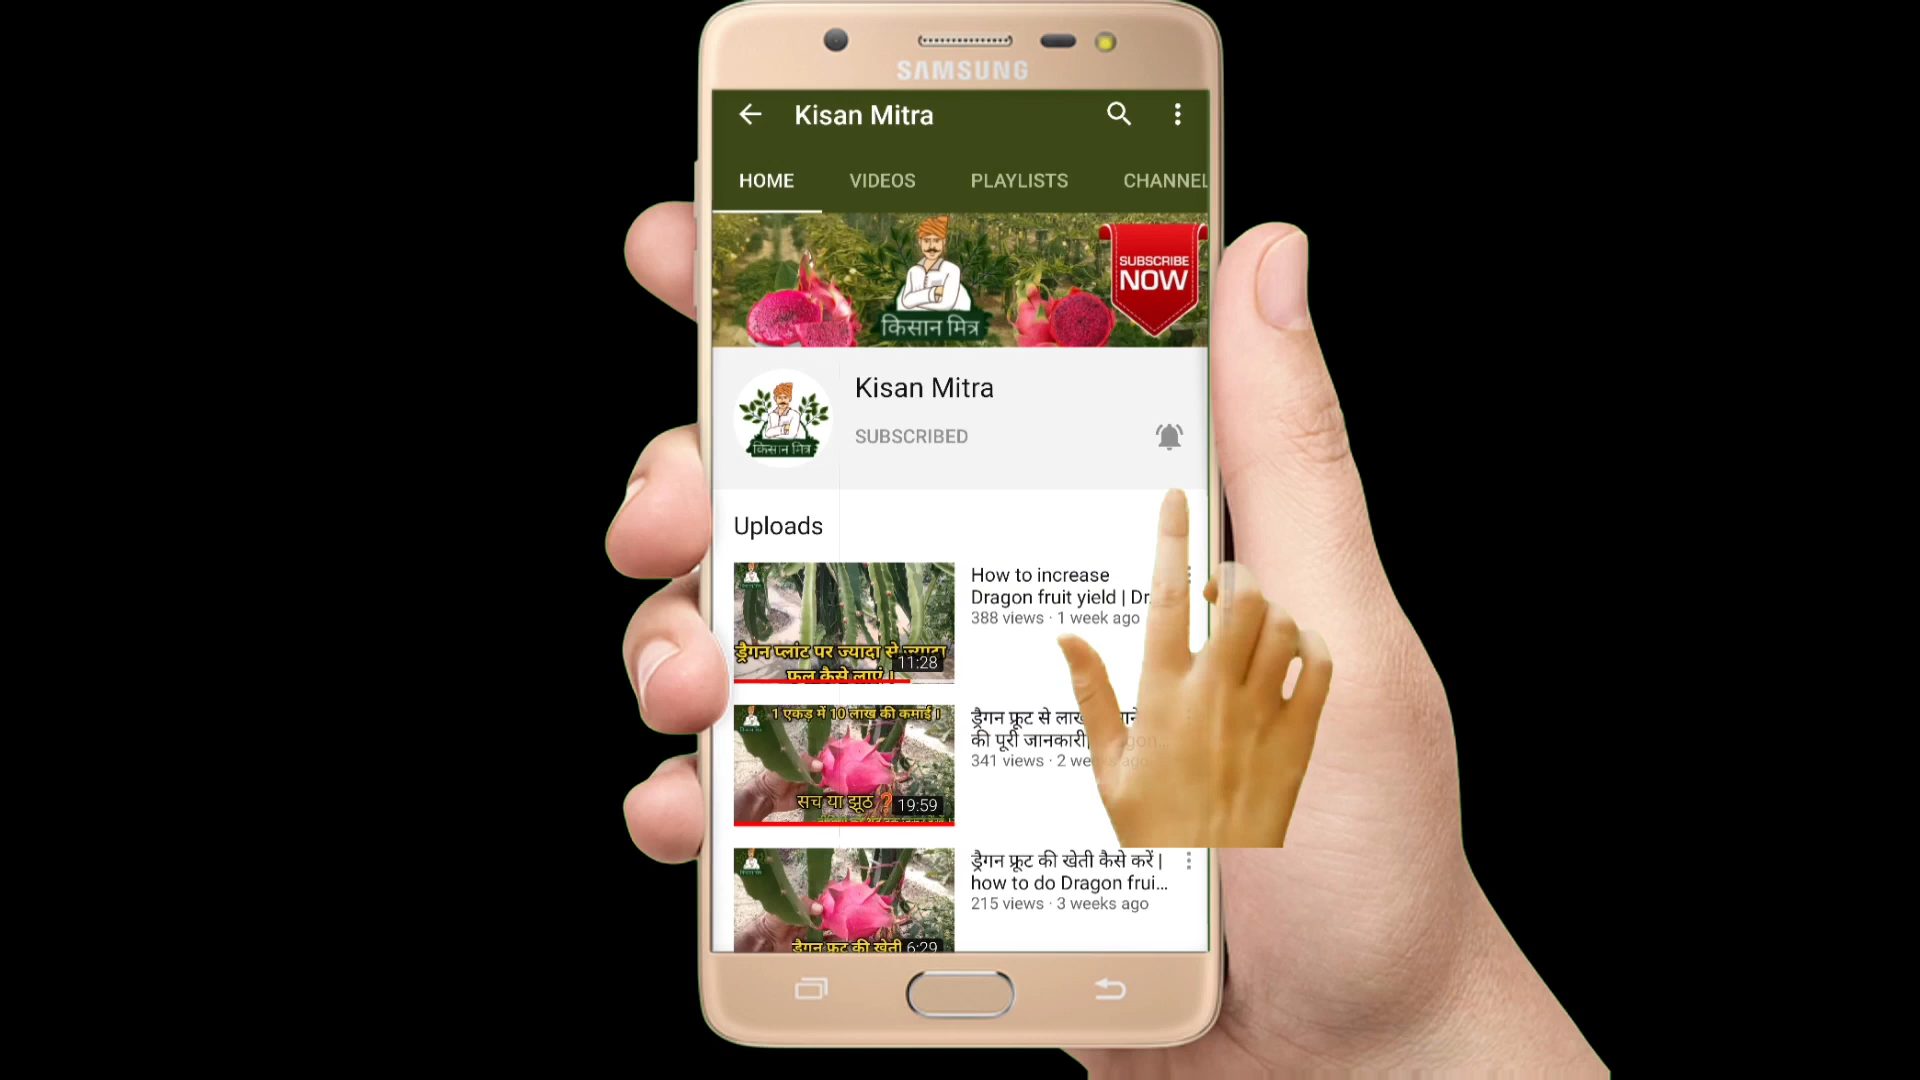 SAMSUNG
Kisan Mitra
HOME VIDEOS PLAYLISTS CHANNEL
SUBSCRIBE
NOW
किसान मित्र
Kisan Mitra
SUBSCRIBED
किसान मित्र
Uploads
How to increase
Dragon fruit yield | Dr
388 views · 1 week ago
ड्रैगन प्लांट पर ज्यादा से ज्यादा
फल कैसे लाएं ।
11:28
1 एकड़ में 10 लाख की कमाई ।
सच या झूठ ?
19:59
ड्रैगन फ्रूट से
की पूरी जानकारी|
341 views · 2
ड्रैगन फ्रूट की खेती कैसे करें |
how to do Dragon frui...
215 views · 3 weeks ago
ड्रैगन फ्रूट की खेती
6:29